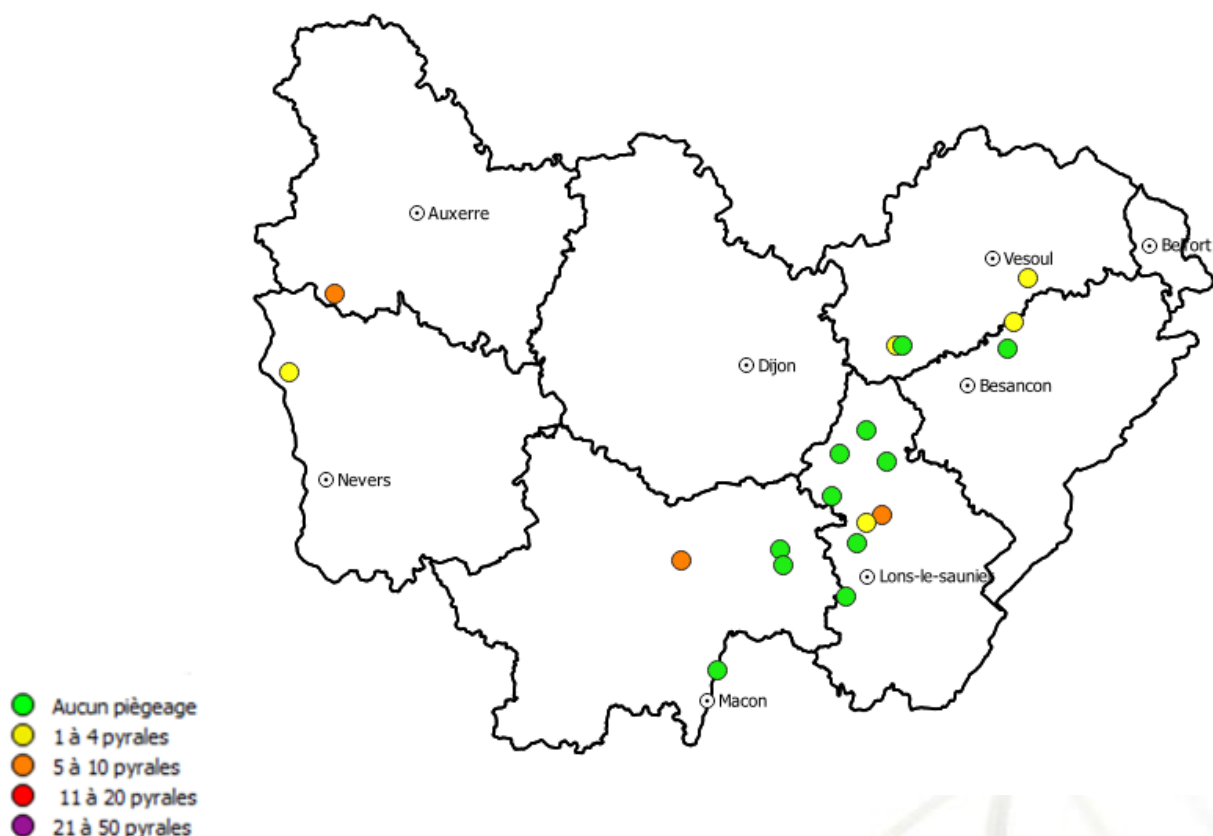 Auxerre
Vesoul
Belfort
Dijon
Besancon
Nevers
Lons-le-saunier
Macon
Aucun piègeage
1 à 4 pyrales
5 à 10 pyrales
11 à 20 pyrales
21 à 50 pyrales